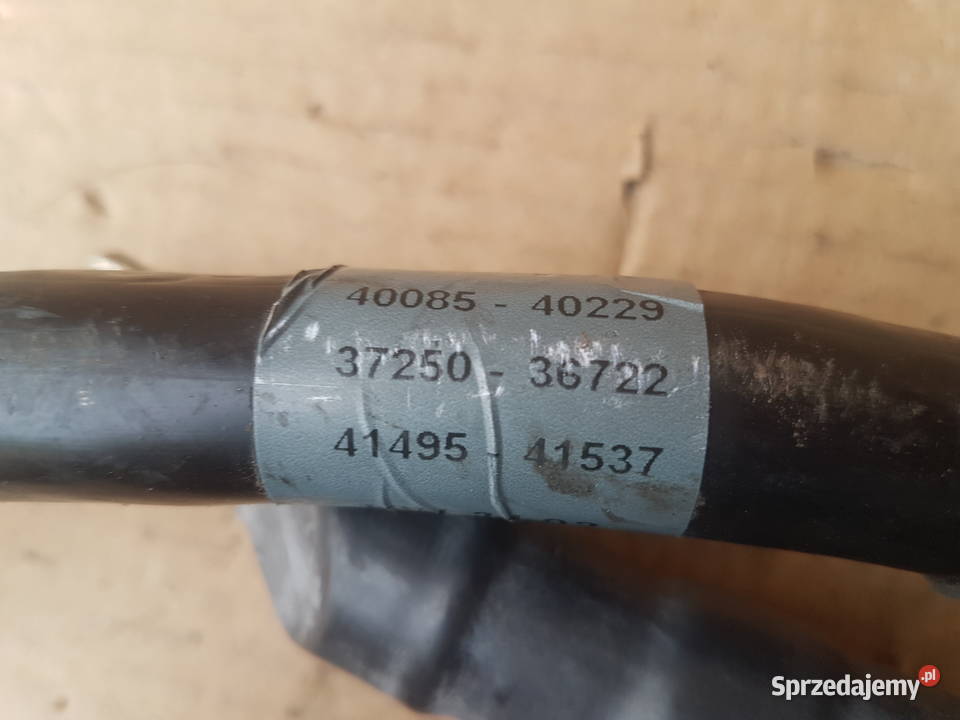 40085 - 40229
37250 - 36722
41495 - 41537
Sprzedajemy.pl